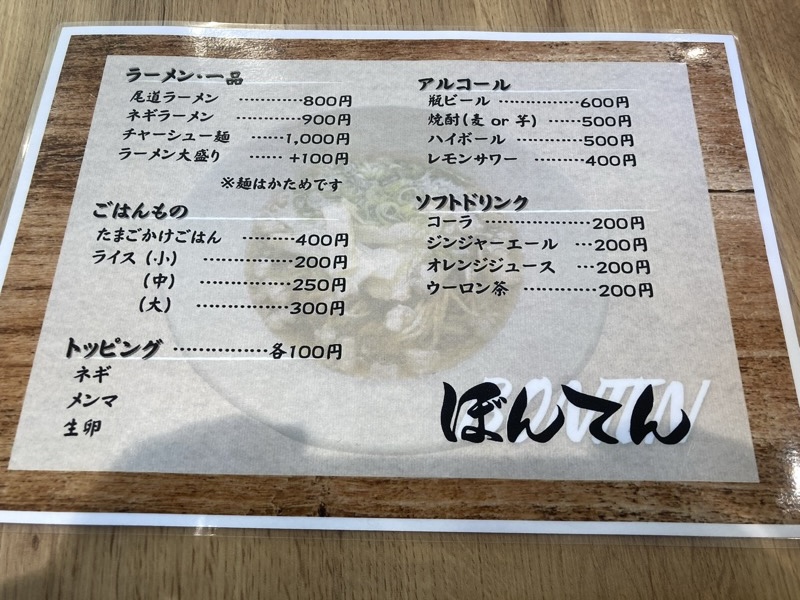 ラーメン・一品
尾道ラーメン …………800円
ネギラーメン …………900円
チャーシュー麺 ……1,000円
ラーメン大盛り …… +100円
※麺はかためです
ごはんもの
たまごかけごはん ………400円
ライス（小） …………200円
（中） …………250円
（大） …………300円
トッピング ……………各100円
ネギ
メンマ
生卵
アルコール
瓶ビール ……………600円
焼酎(麦 or 芋) ……500円
ハイボール …………500円
レモンサワー ………400円
ソフトドリンク
コーラ ………………200円
ジンジャーエール …200円
オレンジジュース …200円
ウーロン茶 …………200円
BONTEN
ぼんてん